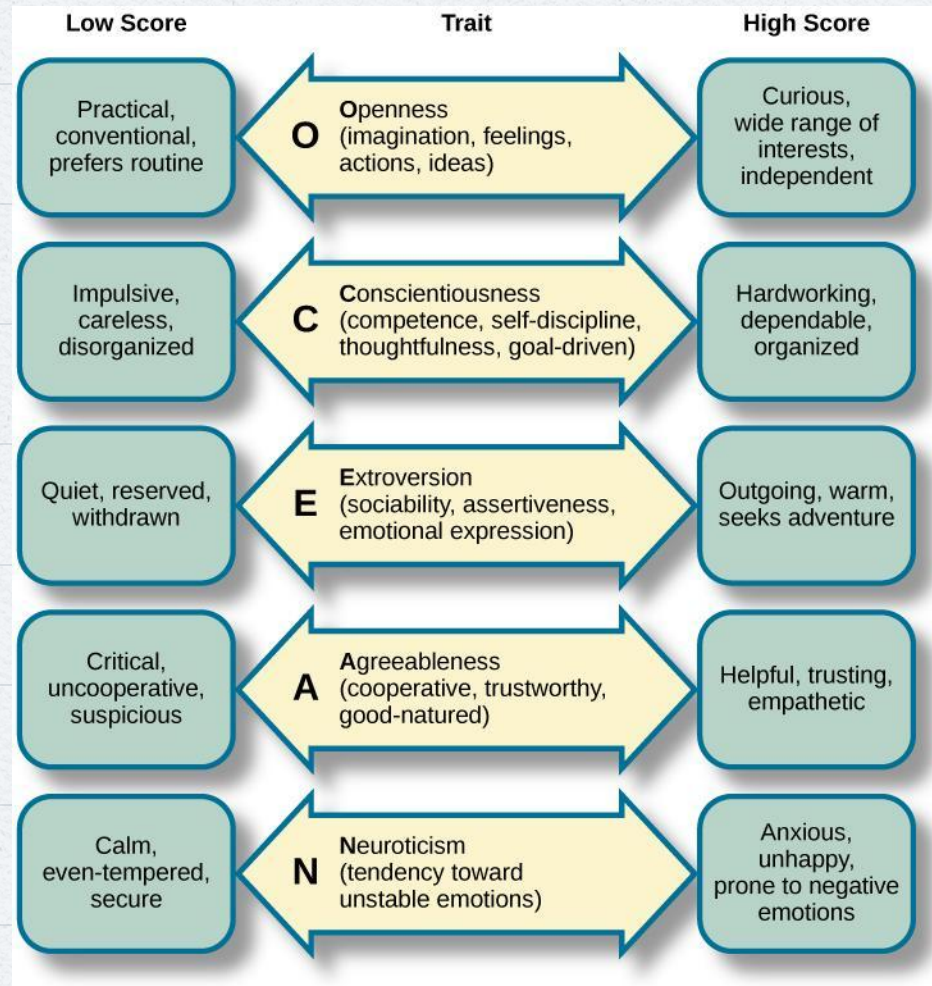 Low Score
Trait
High Score
Practical,
conventional,
prefers routine
O
Openness
(imagination, feelings,
actions, ideas)
Curious,
wide range of
interests,
independent
Impulsive,
careless,
disorganized
C
Conscientiousness
(competence, self-discipline,
thoughtfulness, goal-driven)
Hardworking,
dependable,
organized
Quiet, reserved,
withdrawn
E
Extroversion
(sociability, assertiveness,
emotional expression)
Outgoing, warm,
seeks adventure
Critical,
uncooperative,
suspicious
A
Agreeableness
(cooperative, trustworthy,
good-natured)
Helpful, trusting,
empathetic
Calm,
even-tempered,
secure
N
Neuroticism
(tendency toward
unstable emotions)
Anxious,
unhappy,
prone to negative
emotions